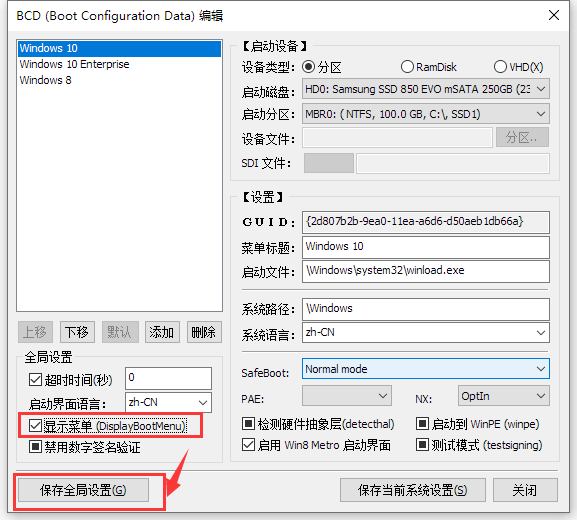 BCD (Boot Configuration Data) 编辑
Windows 10
Windows 10 Enterprise
Windows 8
上移 下移 默认 添加 删除
全局设置
超时时间(秒) 0
启动界面语言: zh-CN
显示菜单 (DisplayBootMenu)
禁用数字签名验证
【启动设备】
设备类型: 分区 RamDisk VHD(X)
启动磁盘: HD0: Samsung SSD 850 EVO mSATA 250GB (23
启动分区: MBR0: ( NTFS, 100.0 GB, C:\, SSD1)
设备文件: 分区..
SDI 文件:
【设置】
GUID: {2d807b2b-9ea0-11ea-a6d6-d50aeb1db66a}
菜单标题: Windows 10
启动文件: \Windows\system32\winload.exe
系统路径: \Windows
系统语言: zh-CN
SafeBoot: Normal mode
PAE: NX: OptIn
检测硬件抽象层(detecthal) 启动到 WinPE (winpe)
启用 Win8 Metro 启动界面 测试模式 (testsigning)
保存全局设置(G) 保存当前系统设置(S) 关闭